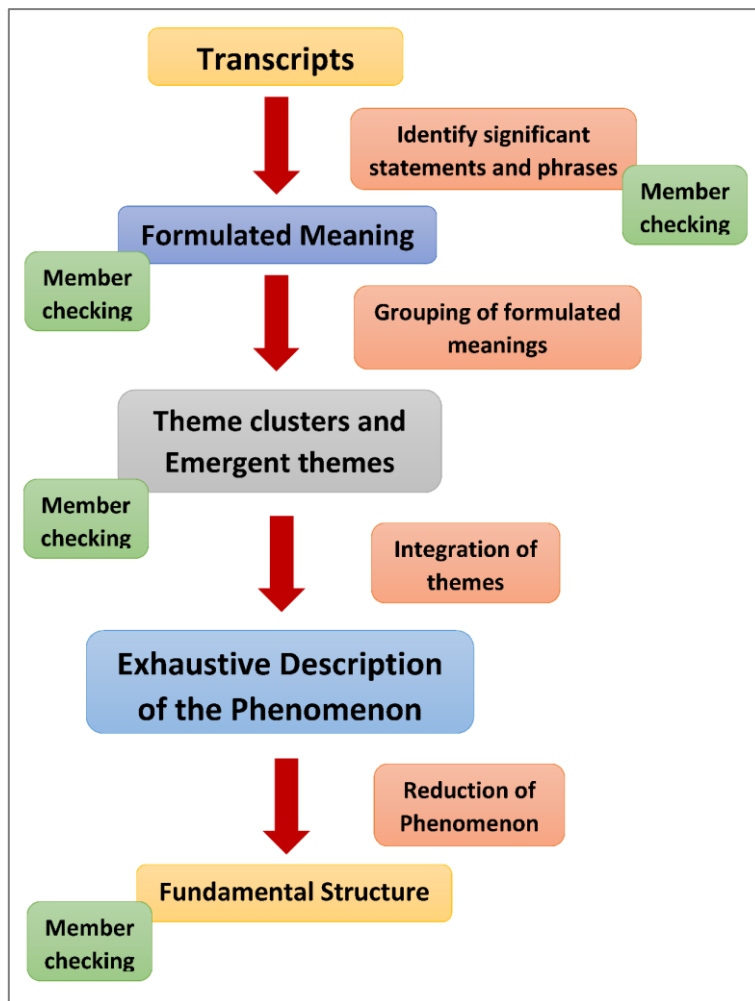 Transcripts
Identify significant
statements and phrases
Member
checking
Formulated Meaning
Member
checking
Grouping of formulated
meanings
Theme clusters and
Emergent themes
Member
checking
Integration of
themes
Exhaustive Description
of the Phenomenon
Reduction of
Phenomenon
Fundamental Structure
Member
checking